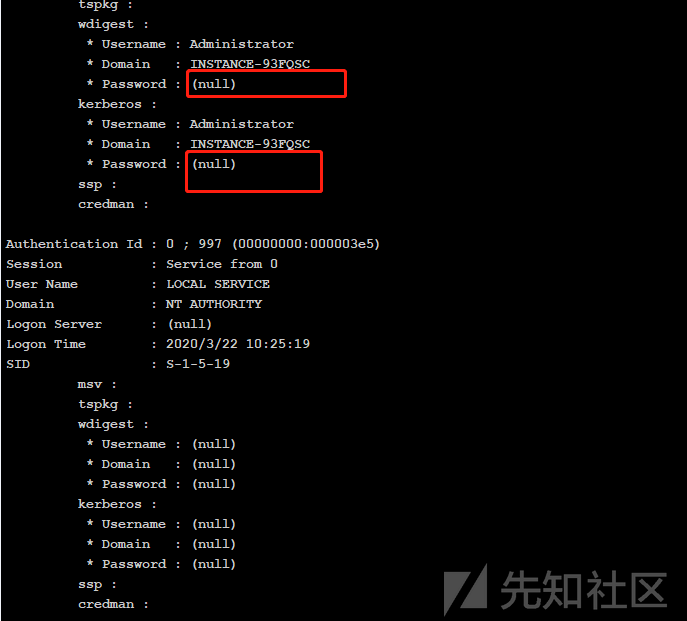 tspkg :
wdigest :
* Username : Administrator
* Domain : INSTANCE-93FQSC
* Password : (null)
kerberos :
* Username : Administrator
* Domain : INSTANCE-93FQSC
* Password : (null)
ssp :
credman :
Authentication Id : 0 ; 997 (00000000:000003e5)
Session : Service from 0
User Name : LOCAL SERVICE
Domain : NT AUTHORITY
Logon Server : (null)
Logon Time : 2020/3/22 10:25:19
SID : S-1-5-19
msv :
tspkg :
wdigest :
* Username : (null)
* Domain : (null)
* Password : (null)
kerberos :
* Username : (null)
* Domain : (null)
* Password : (null)
ssp :
credman :
先知社区